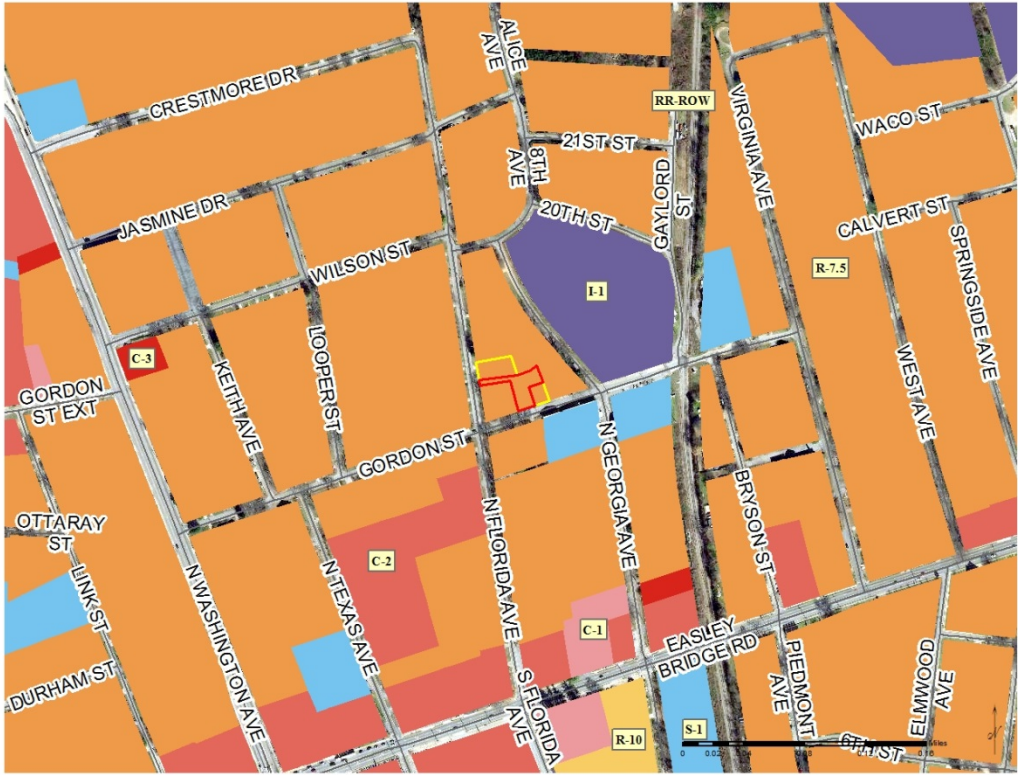 ALICE
AVE
CRESTMORE DR
RR-ROW
VIRGINIA AVE
WACO ST
21ST ST
8TH
AVE
JASMINE DR
20TH ST
GAYLORD
ST
CALVERT ST
SPRINGSIDE AVE
WILSON ST
R-7.5
I-1
C-3
LOOPER ST
KEITH AVE
WEST AVE
GORDON
ST EXT
GORDON ST
N GEORGIA AVE
BRYSON ST
OTTARAY
ST
N FLORIDA AVE
LINK ST
N TEXAS AVE
C-2
N WASHINGTON AVE
C-1
EASLEY
BRIDGE RD
DURHAM ST
S FLORIDA
AVE
PIEDMONT
AVE
ELMWOOD
AVE
R-10
S-1
6TH ST
Miles